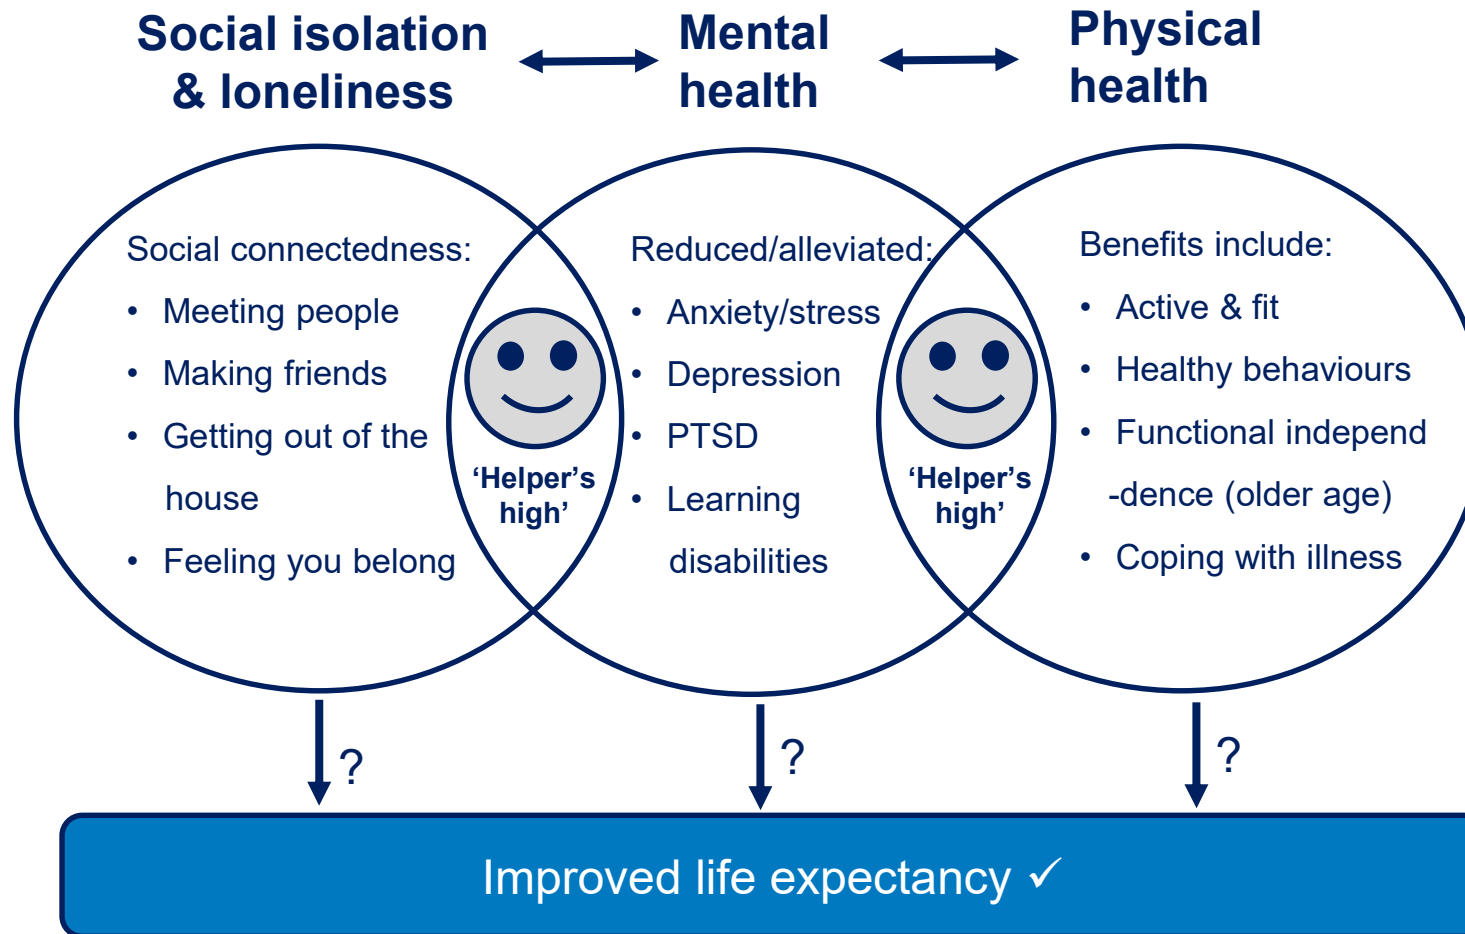 Social isolation
& loneliness
Mental
health
Physical
health
Social connectedness:
• Meeting people
• Making friends
• Getting out of the
house
• Feeling you belong
‘Helper’s
high’
Reduced/alleviated:
• Anxiety/stress
• Depression
• PTSD
• Learning
disabilities
‘Helper’s
high’
Benefits include:
• Active & fit
• Healthy behaviours
• Functional independ
-dence (older age)
• Coping with illness
?
?
?
Improved life expectancy ✓